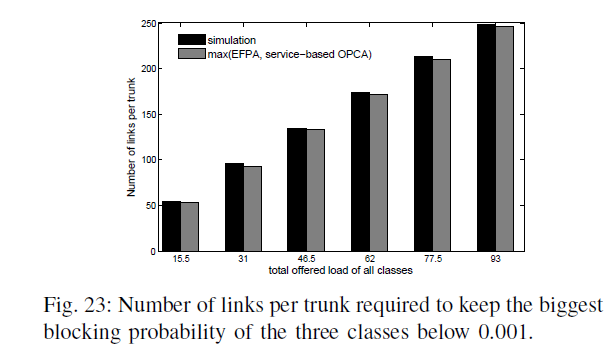 250
200
150
100
50
0
Number of links per trunk
simulation
max(EFPA, service-based OPCA)
15.5 31 46.5 62 77.5 93
total offered load of all classes
Fig. 23: Number of links per trunk required to keep the biggest
blocking probability of the three classes below 0.001.